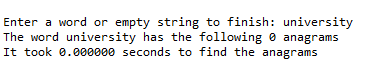 Enter a word or empty string to finish: university
The word university has the following 0 anagrams
It took 0.000000 seconds to find the anagrams